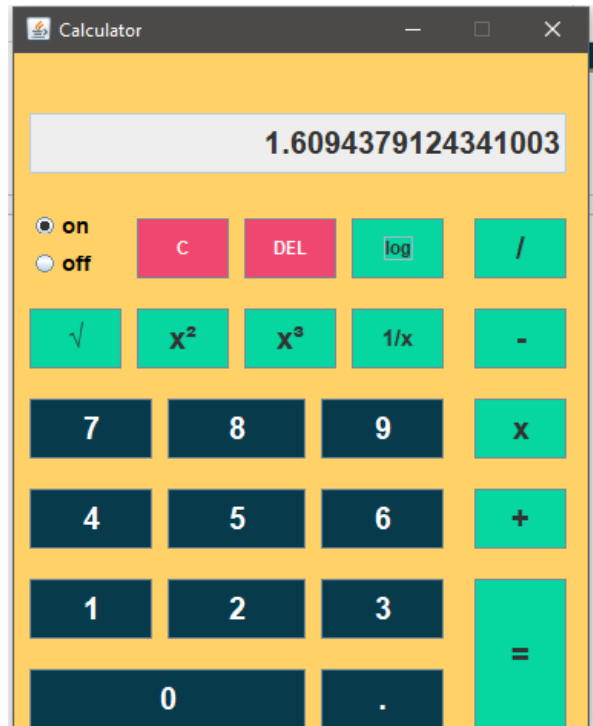 Calculator
1.6094379124341003
on
off
C DEL log /
√ x² x³ 1/x -
7 8 9 x
4 5 6 +
1 2 3 =
0 .